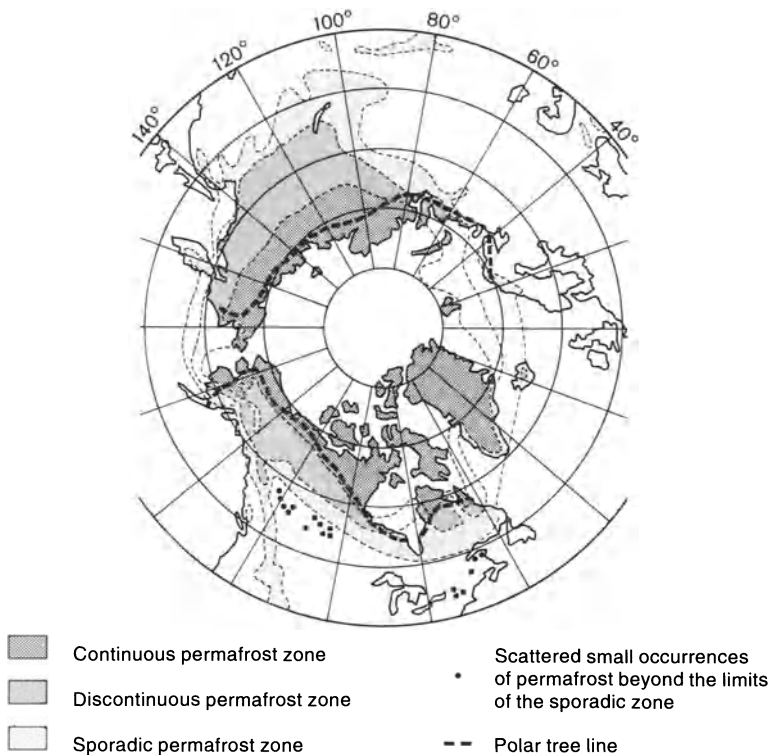 140°
120°
100°
80°
60°
40°
Continuous permafrost zone
Discontinuous permafrost zone
Sporadic permafrost zone
Scattered small occurrences
of permafrost beyond the limits
of the sporadic zone
Polar tree line